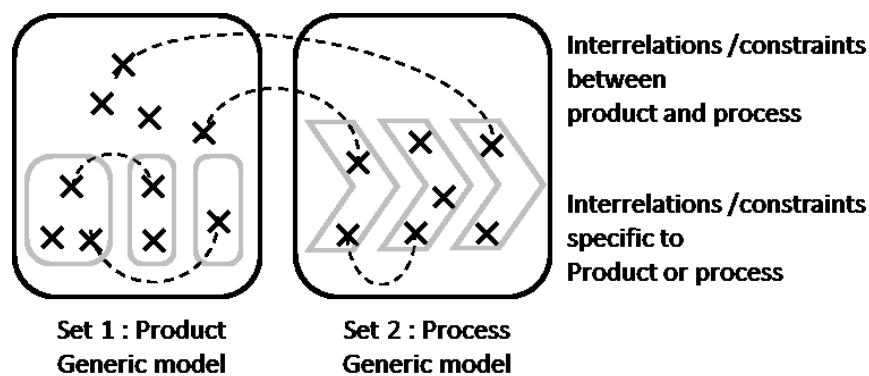 Interrelations /constraints
between
product and process
Interrelations /constraints
specific to
Product or process
Set 1 : Product
Generic model
Set 2 : Process
Generic model